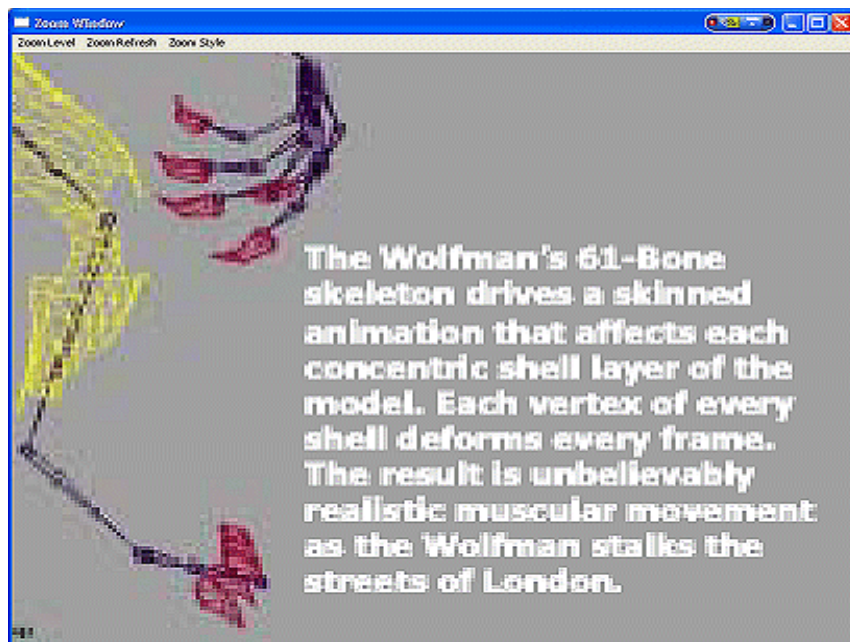 Zoom Window
Zoom Level Zoom Refresh Zoom Style
The Wolfman's 61-Bone
skeleton drives a skinned
animation that affects each
concentric shell layer of the
model. Each vertex of every
shell deforms every frame.
The result is unbelievably
realistic muscular movement
as the Wolfman stalks the
streets of London.